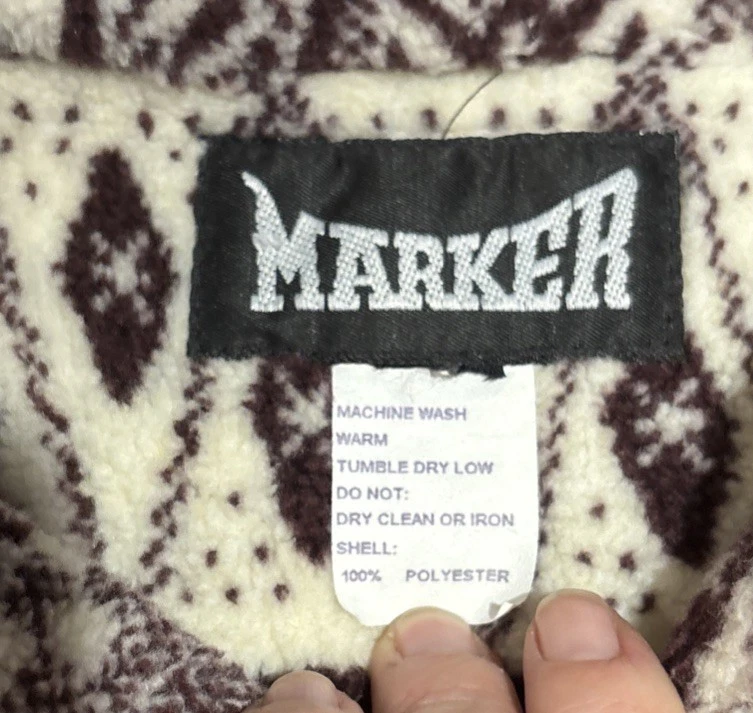 MARKER
MACHINE WASH
WARM
TUMBLE DRY LOW
DO NOT:
DRY CLEAN OR IRON
SHELL:
100% POLYESTER